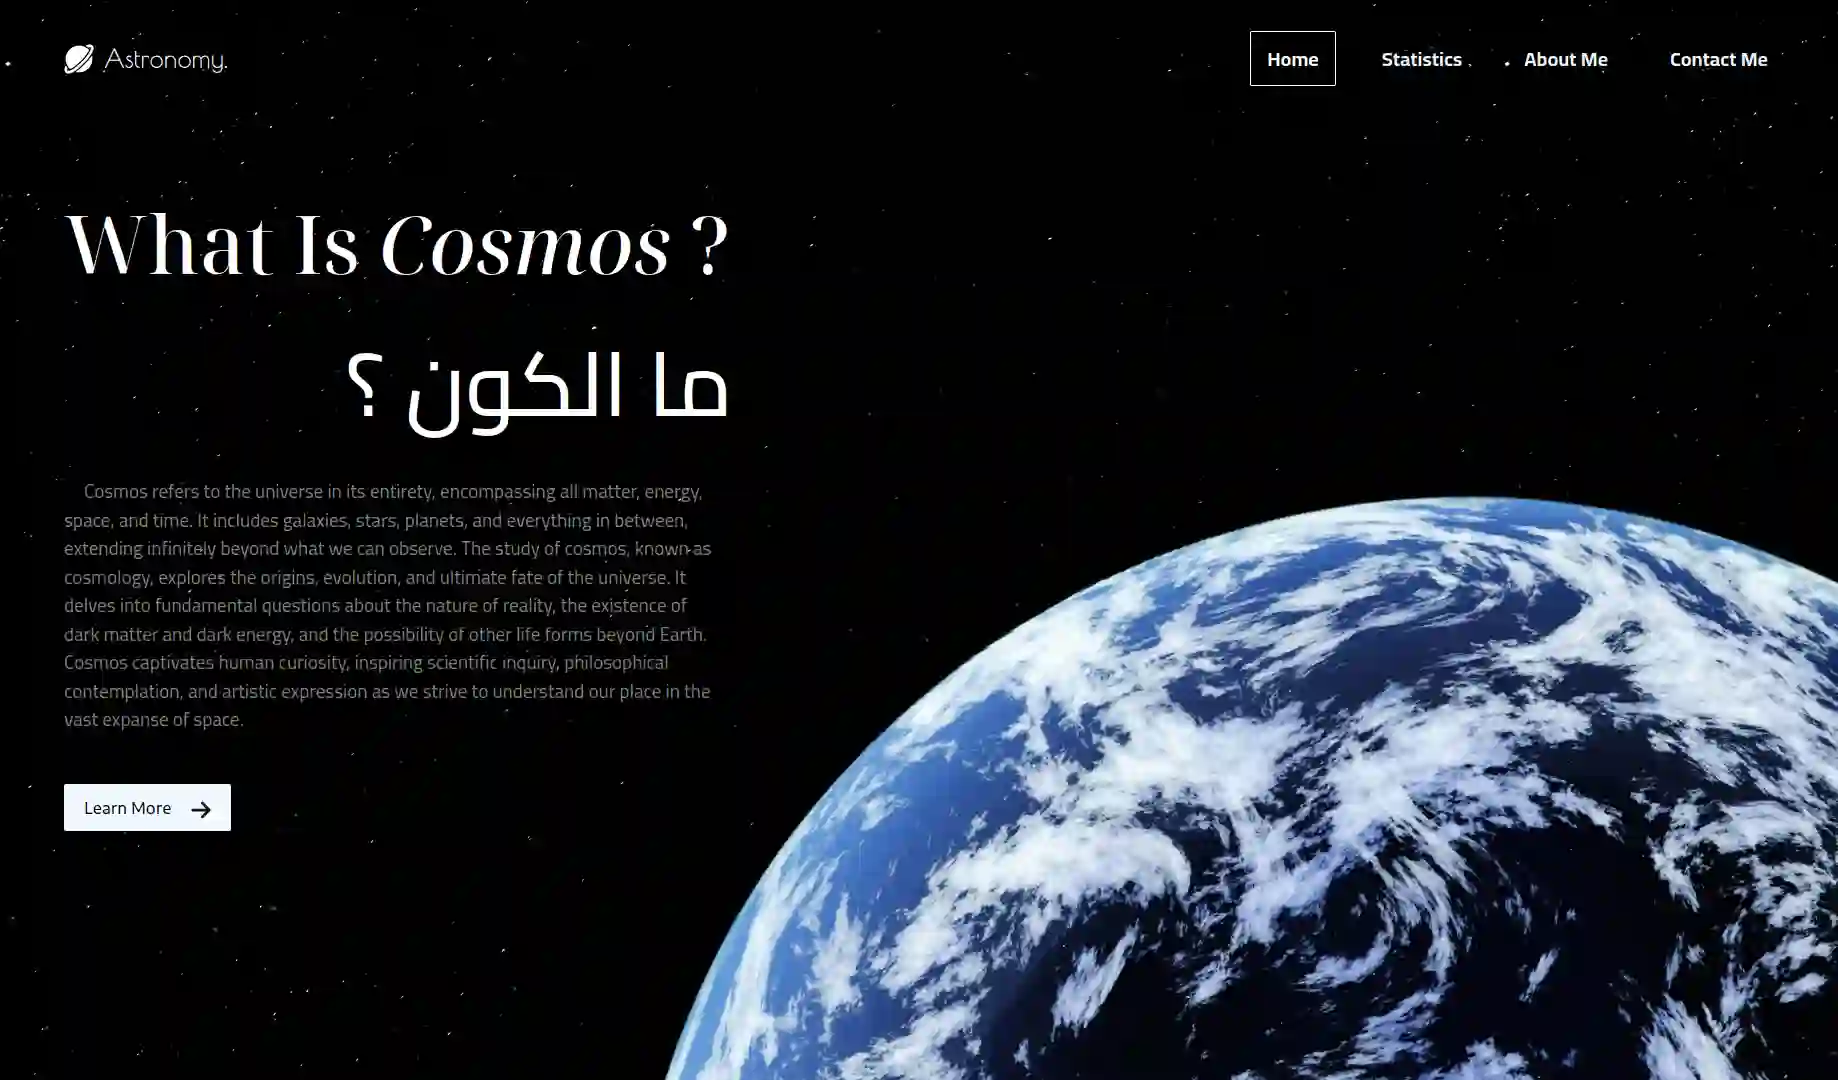 Astronomy.
Home
Statistics
About Me
Contact Me
What Is Cosmos ?
ما الكون ؟
Cosmos refers to the universe in its entirety, encompassing all matter, energy,
space, and time. It includes galaxies, stars, planets, and everything in between,
extending infinitely beyond what we can observe. The study of cosmos, known as
cosmology, explores the origins, evolution, and ultimate fate of the universe. It
delves into fundamental questions about the nature of reality, the existence of
dark matter and dark energy, and the possibility of other life forms beyond Earth.
Cosmos captivates human curiosity, inspiring scientific inquiry, philosophical
contemplation, and artistic expression as we strive to understand our place in the
vast expanse of space.
Learn More